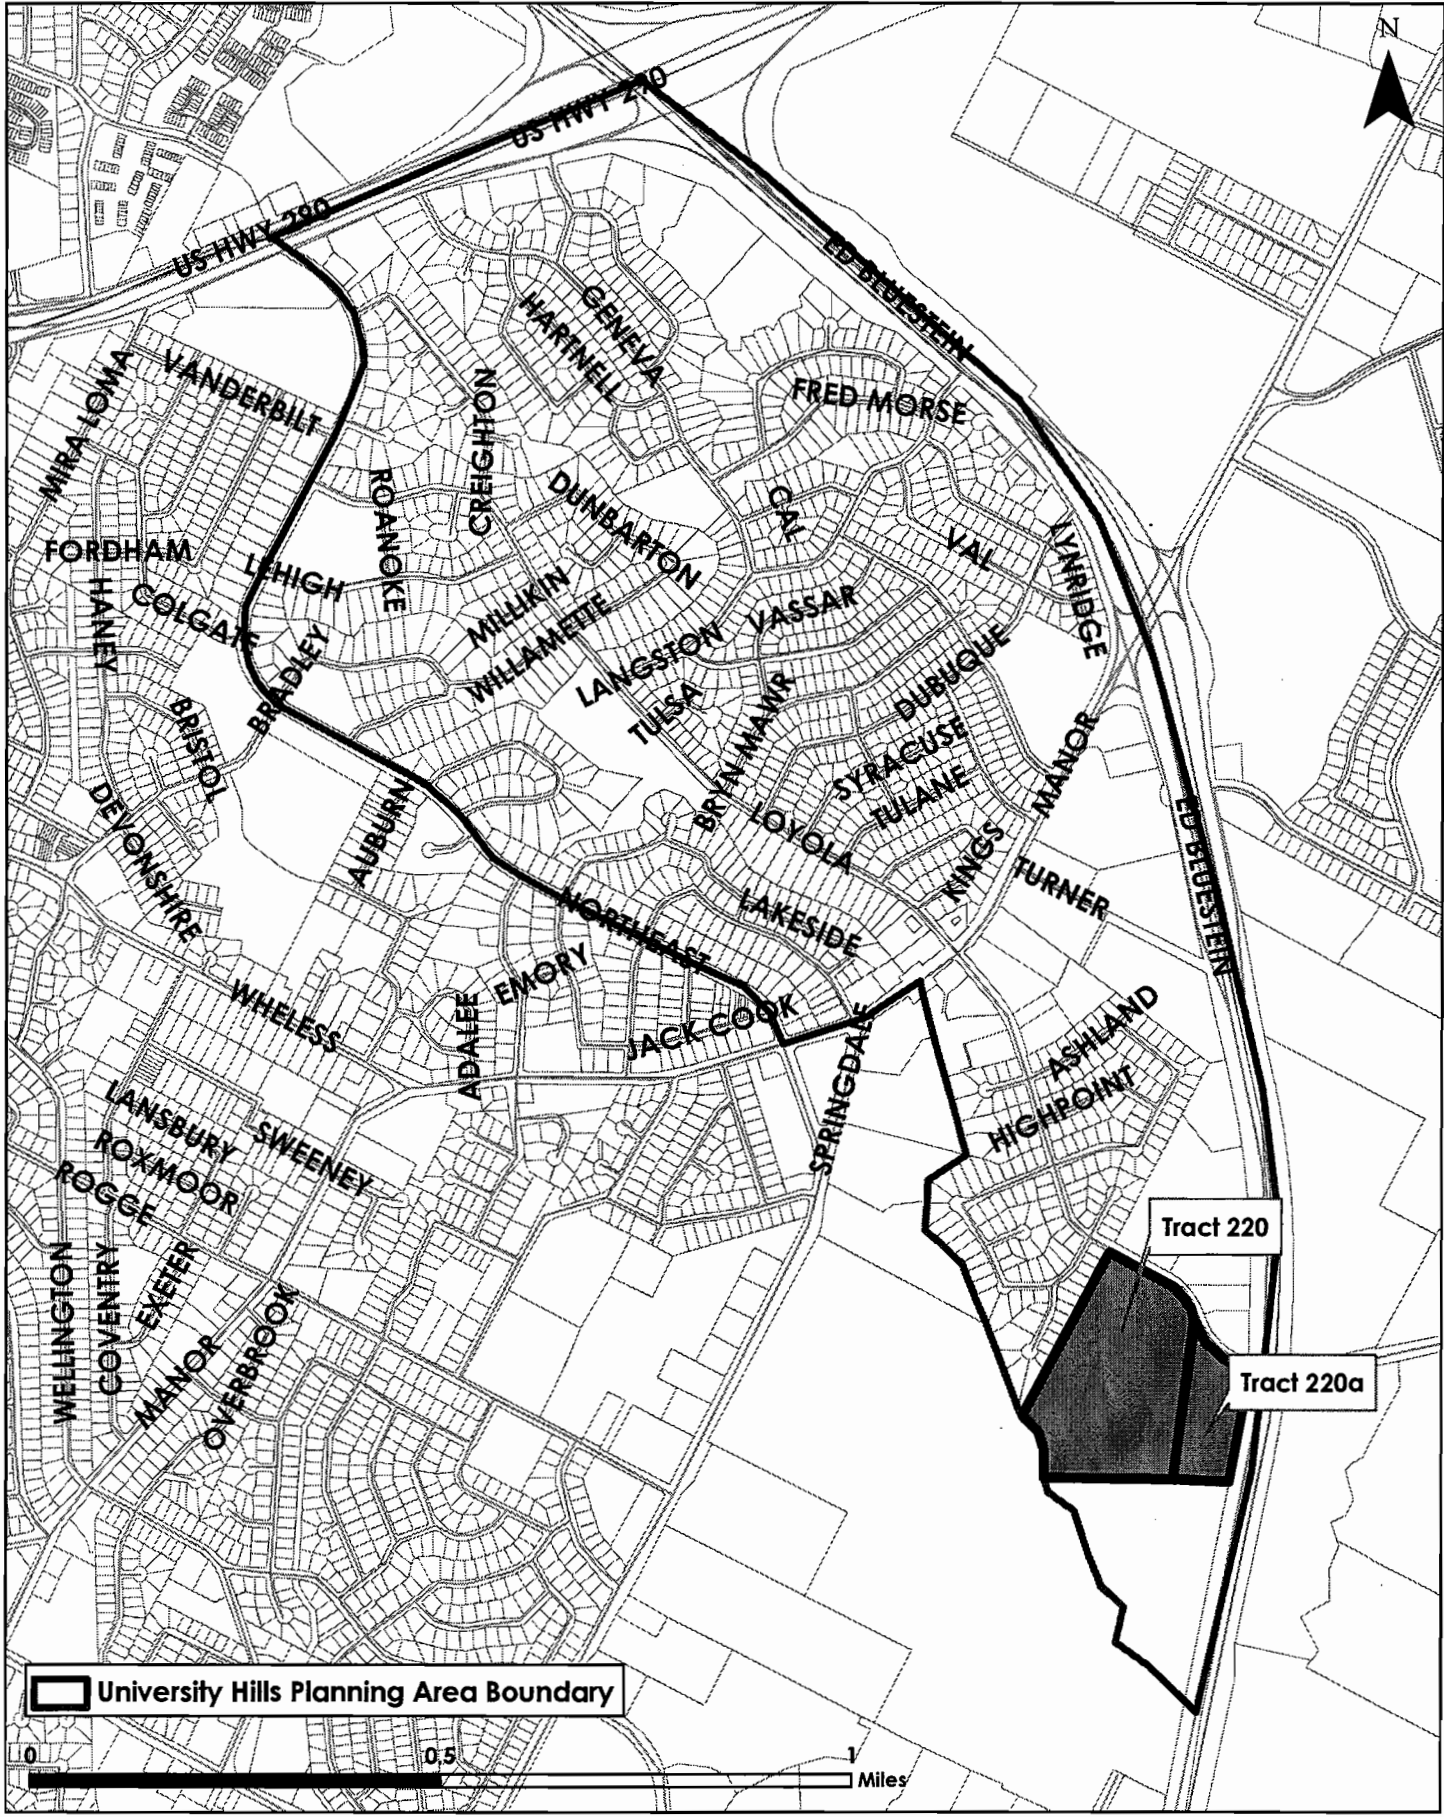 N
US HWY 290
US HWY 290
ED BLUESTEIN
GENEVA
HARTNELL
MIRA LOMA
VANDERBILT
CREIGHTON
FRED MORSE
ROANOKE
DUNBARTON
CAL
VAL
LYNRIDGE
FORDHAM
LEHIGH
HANEY
COLGATE
MILLIKIN
WILLAMETTE
VASSAR
BRADLEY
LANGSTON
DUBUQUE
TULSA
BRYN MAWR
BRISTOL
SYRACUSE
MANOR
TULANE
DEVONSHIRE
AUBURN
LOYOLA
KINGS
ED BLUESTEIN
TURNER
NORTHEAST
LAKESIDE
EMORY
WHELESS
ADALEE
JACK COOK
ASHLAND
SPRINGDALE
HIGHPOINT
LANSBURY
SWEENEY
ROXMOOR
ROGGE
Tract 220
WELLINGTON
COVENTRY
EXETER
OVERBROOK
MANOR
Tract 220a
University Hills Planning Area Boundary
0 0.5 1
Miles